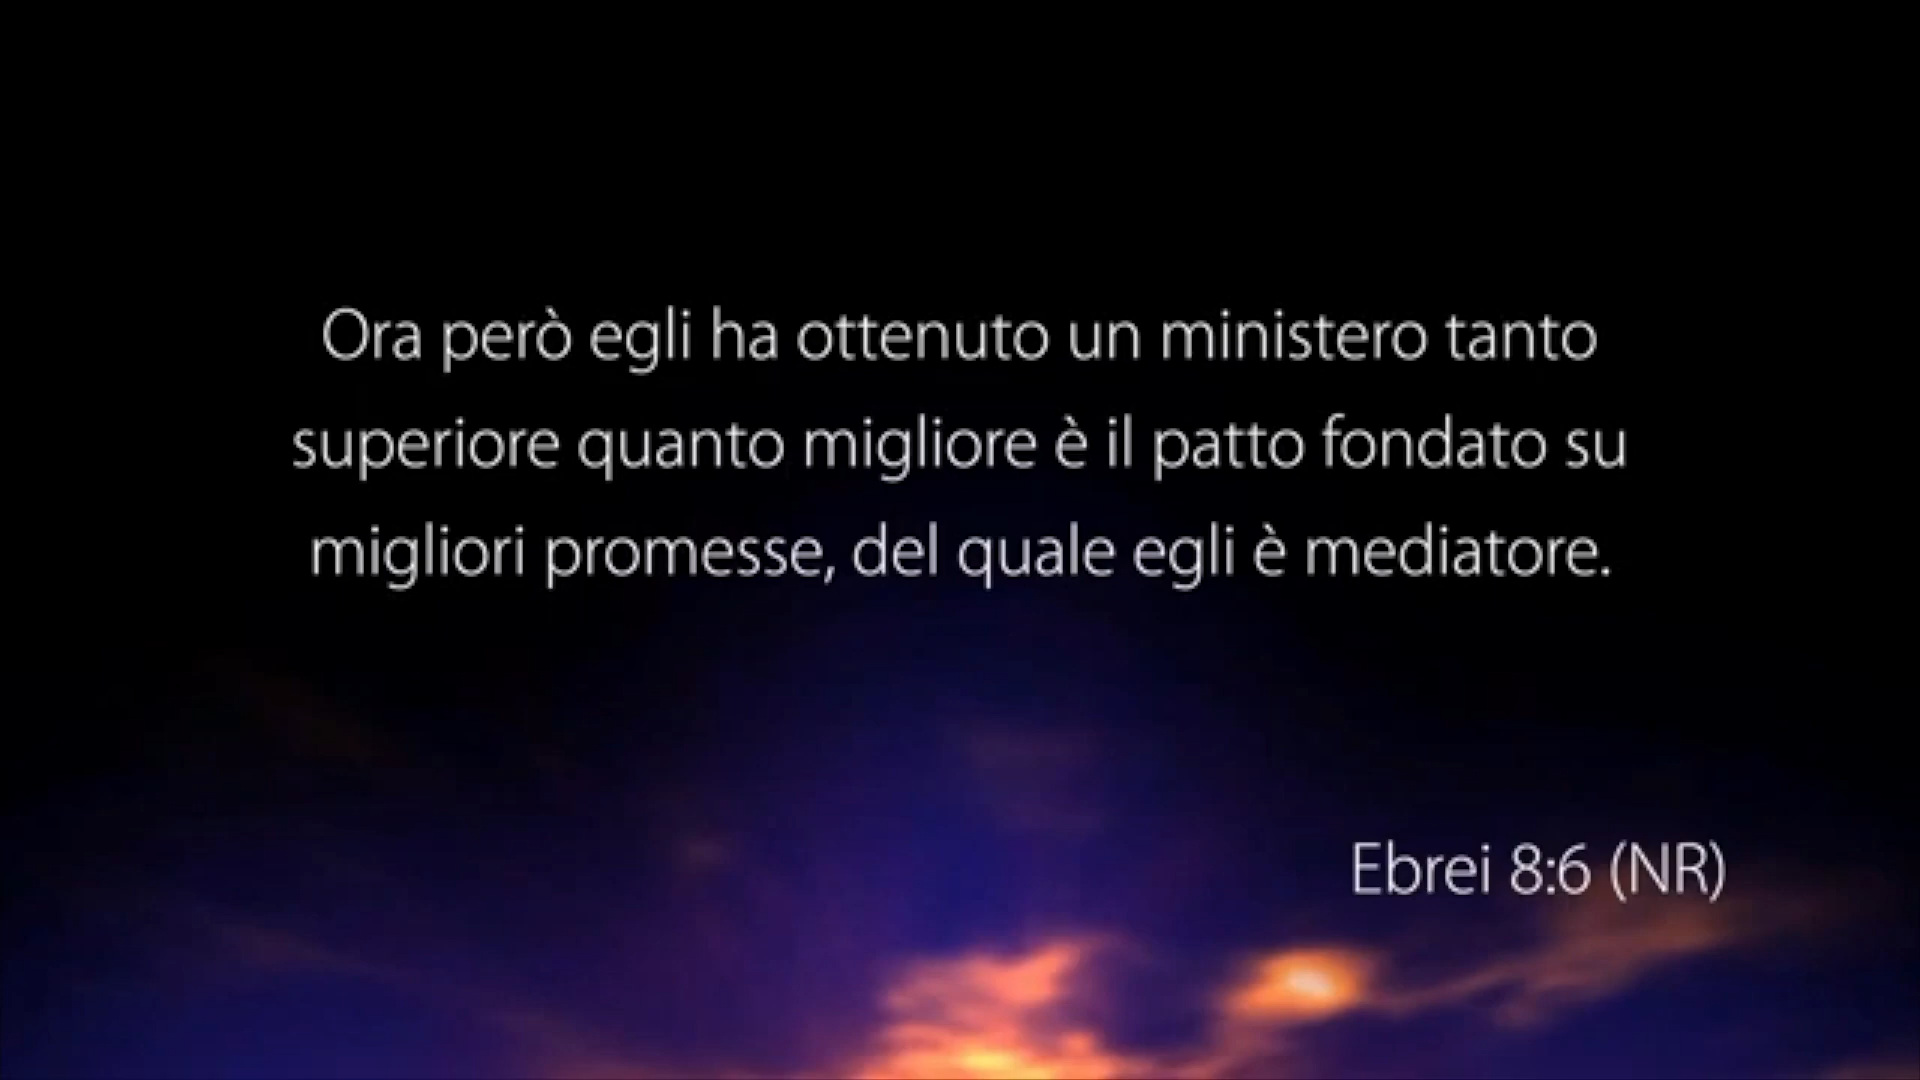 Ora però egli ha ottenuto un ministero tanto
superiore quanto migliore è il patto fondato su
migliori promesse, del quale egli è mediatore.
Ebrei 8:6 (NR)